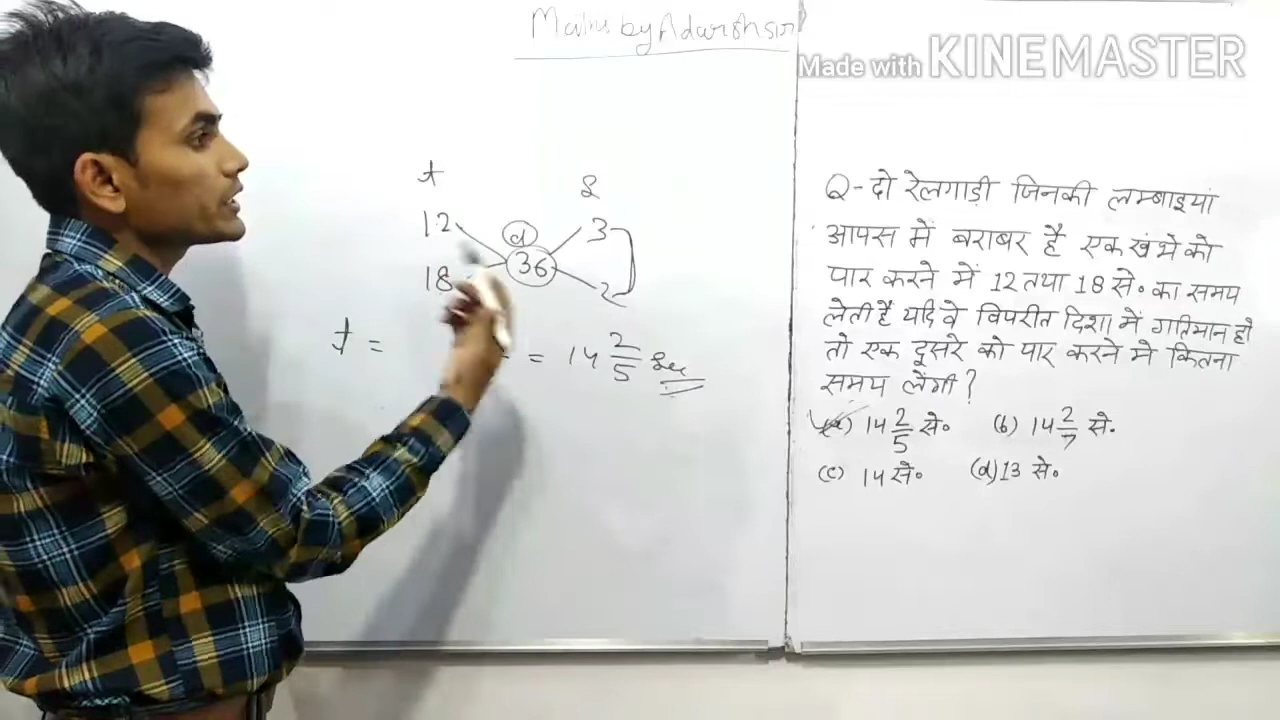 Maths by Adarsh sir
Made with KINEMASTER
t s
12 d 3
18 36 2
t = = 14 2/5 Sec
Q- दो रेलगाड़ी जिनकी लम्बाइयां
आपस में बराबर है एक खंभे को
पार करने में 12 तथा 18 से॰ का समय
लेती हैं यदि वे विपरीत दिशा में गतिमान हो
तो एक दूसरे को पार करने मे कितना
समय लेंगी ?
(a) 14 2/5 से॰ (b) 14 2/7 से॰
(c) 14 से॰ (d) 13 से॰